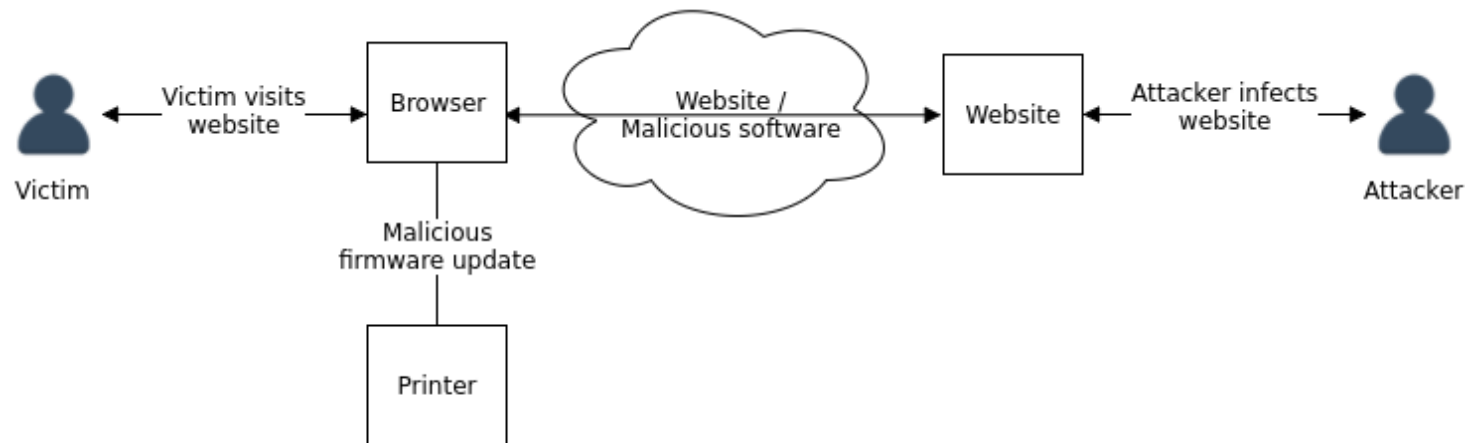 Victim visits
website
Browser
Website /
Malicious software
Website
Attacker infects
website
Victim
Attacker
Malicious
firmware update
Printer